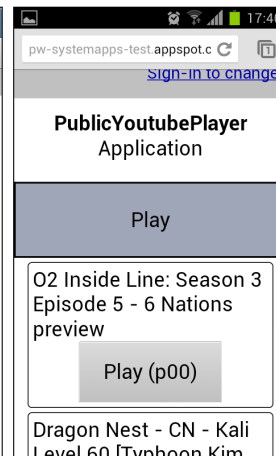 17:40
pw-systemapps-test.appspot.c
1
Sign-in to change
PublicYoutubePlayer
Application
Play
O2 Inside Line: Season 3
Episode 5 - 6 Nations
preview
Play (p00)
Dragon Nest - CN - Kali
Level 60 [Typhoon Kim